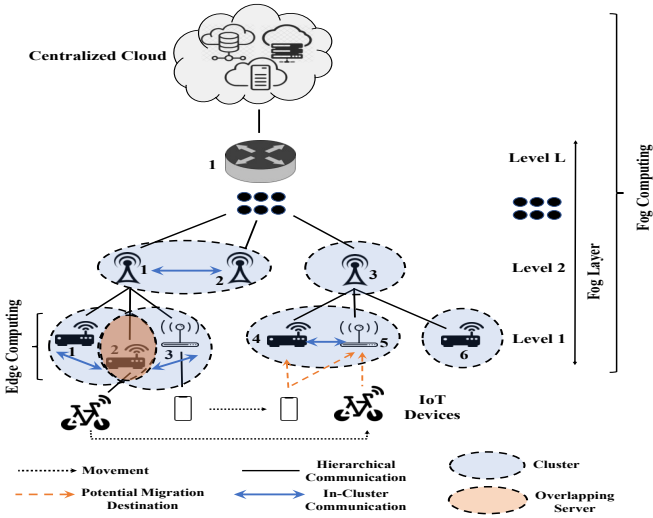 Centralized Cloud
1
Level L
Fog Computing
Fog Layer
1
2
3
Level 2
Edge Computing
1
2
3
4
5
6
Level 1
IoT
Devices
Movement
Hierarchical
Communication
Cluster
Potential Migration
Destination
In-Cluster
Communication
Overlapping
Server